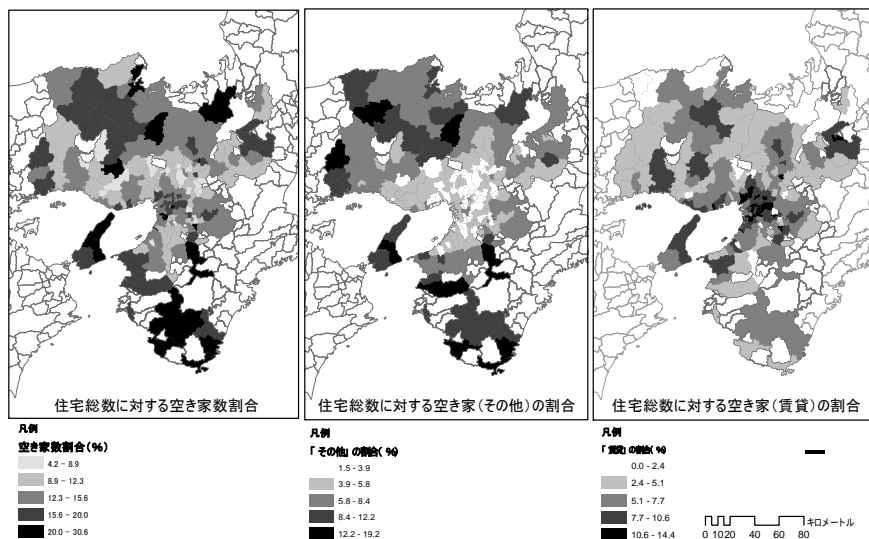 住宅総数に対する空き家数割合
住宅総数に対する空き家(その他)の割合
住宅総数に対する空き家(賃貸)の割合
凡例
空き家数割合(%)
4.2 - 8.9
8.9 - 12.3
12.3 - 15.6
15.6 - 20.0
20.0 - 30.6
凡例
「その他」の割合(%)
1.5 - 3.9
3.9 - 5.8
5.8 - 8.4
8.4 - 12.2
12.2 - 19.2
凡例
「賃貸」の割合(%)
0.0 - 2.4
2.4 - 5.1
5.1 - 7.7
7.7 - 10.6
10.6 - 14.4
キロメートル
0 10 20 40 60 80